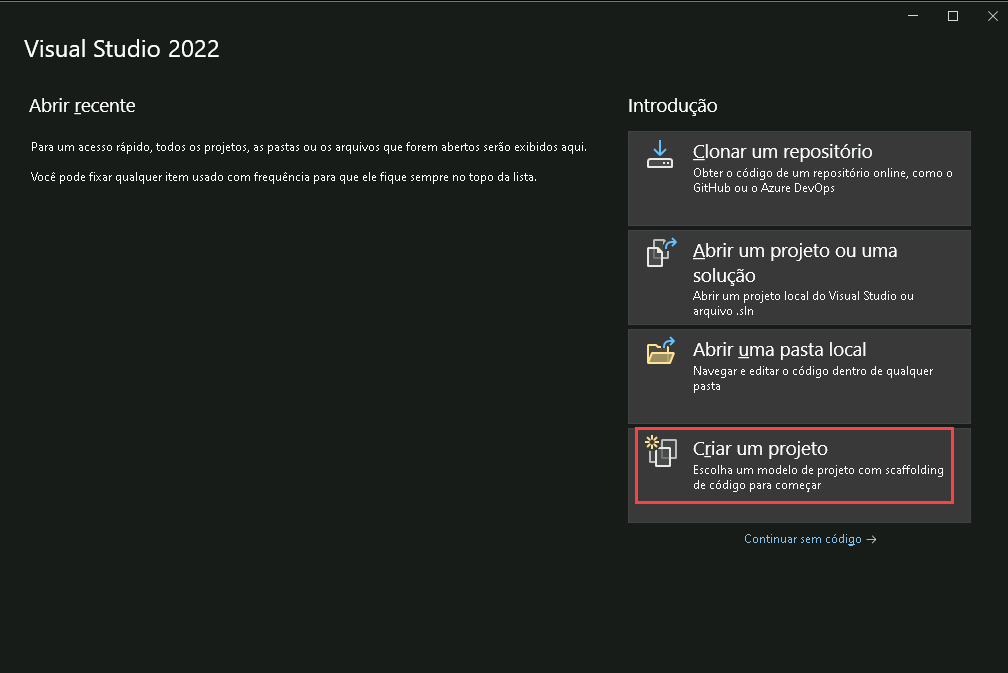 Visual Studio 2022
Abrir recente
Para um acesso rápido, todos os projetos, as pastas ou os arquivos que forem abertos serão exibidos aqui.
Você pode fixar qualquer item usado com frequência para que ele fique sempre no topo da lista.
Introdução
Clonar um repositório
Obter o código de um repositório online, como o
GitHub ou o Azure DevOps
Abrir um projeto ou uma
solução
Abrir um projeto local do Visual Studio ou
arquivo .sln
Abrir uma pasta local
Navegar e editar o código dentro de qualquer
pasta
Criar um projeto
Escolha um modelo de projeto com scaffolding
de código para começar
Continuar sem código →